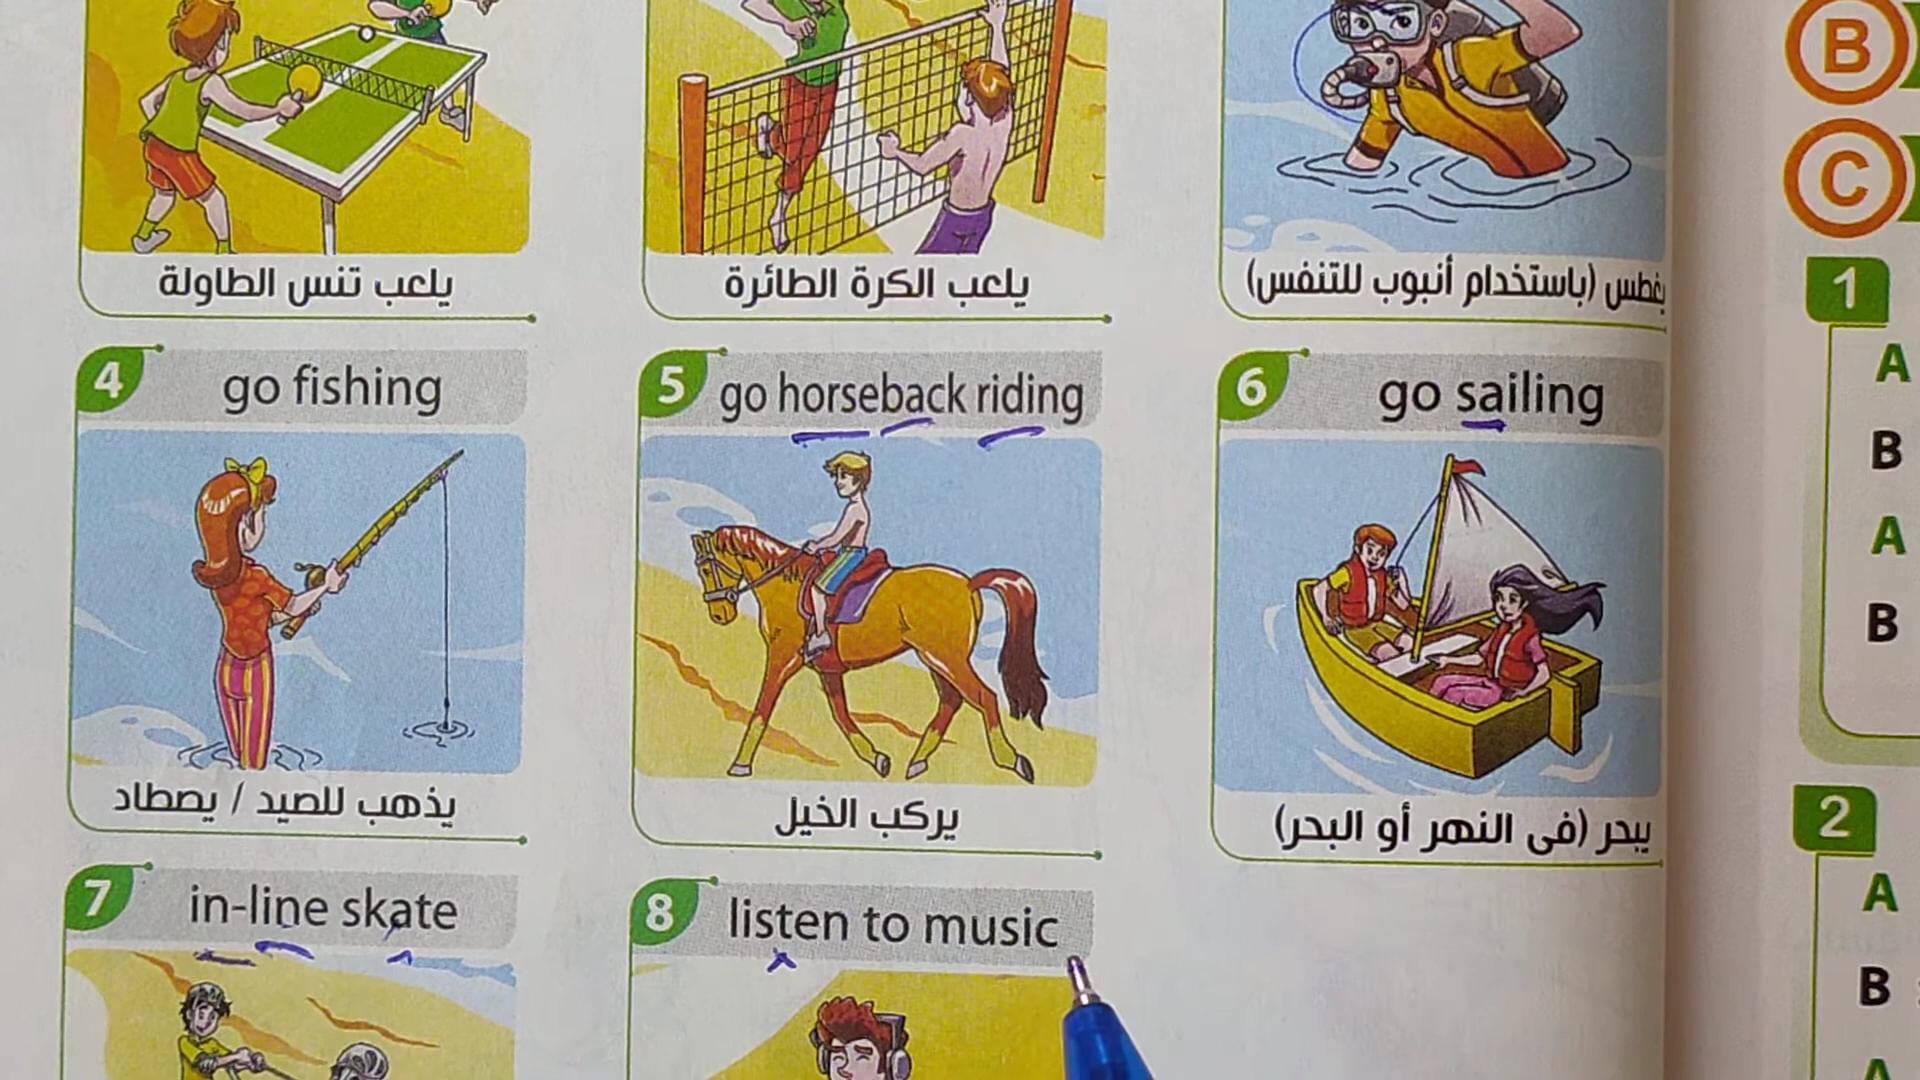 يلعب تنس الطاولة
يلعب الكرة الطائرة
يغطس (باستخدام أنبوب للتنفس)
4 go fishing
5 go horseback riding
6 go sailing
يذهب للصيد / يصطاد
يركب الخيل
يبحر (فى النهر أو البحر)
7 in-line skate
8 listen to music
B
C
1
A
B
A
B
2
A
B
A